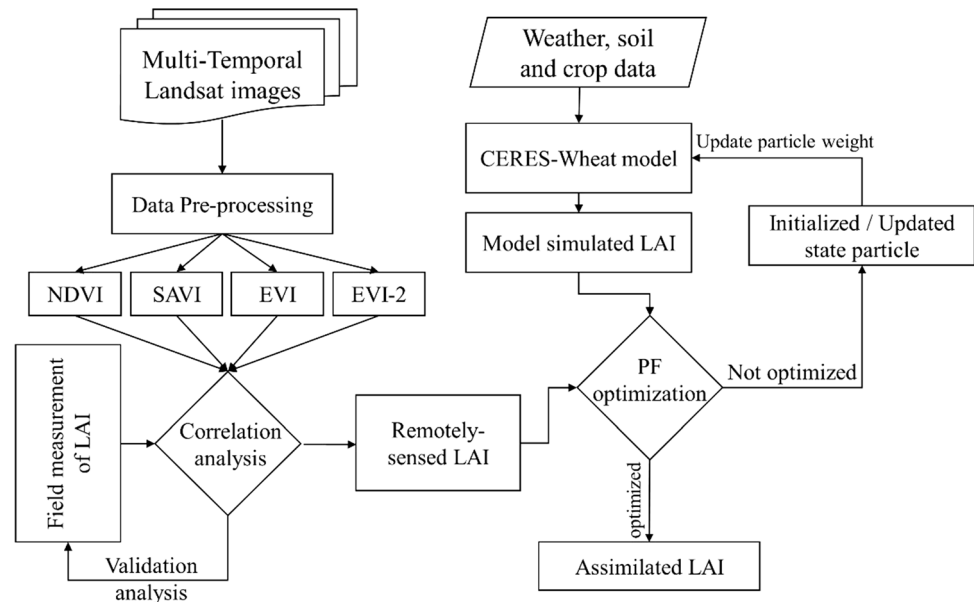 Multi-Temporal
Landsat images
Data Pre-processing
NDVI
SAVI
EVI
EVI-2
Field measurement
of LAI
Correlation
analysis
Validation
analysis
Remotely-
sensed LAI
Weather, soil
and crop data
CERES-Wheat model
Update particle weight
Model simulated LAI
Initialized / Updated
state particle
PF
optimization
Not optimized
optimized
Assimilated LAI